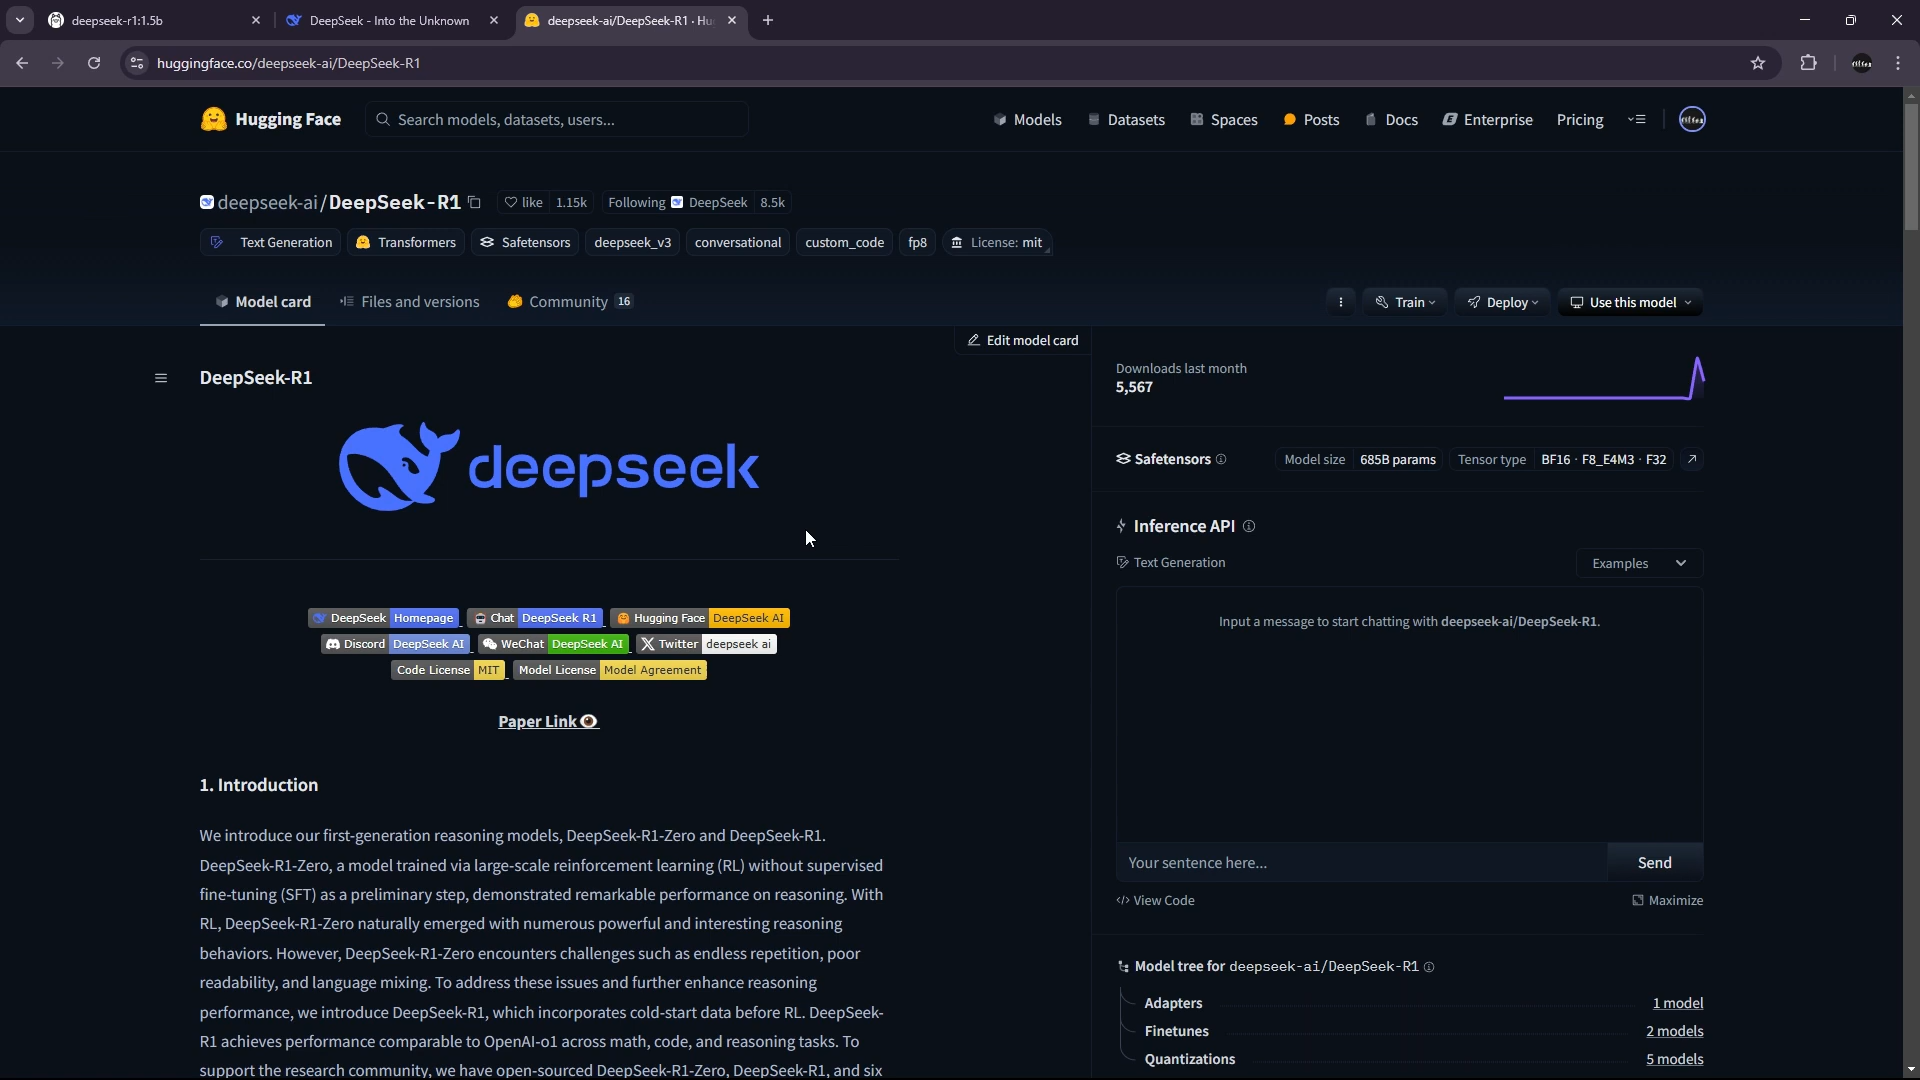 deepseek-r1:1.5b
DeepSeek - Into the Unknown
deepseek-ai/DeepSeek-R1 · Hu
huggingface.co/deepseek-ai/DeepSeek-R1
Hugging Face
Search models, datasets, users...
Models
Datasets
Spaces
Posts
Docs
Enterprise
Pricing
deepseek-ai/DeepSeek-R1
like 1.15k
Following DeepSeek 8.5k
Text Generation
Transformers
Safetensors
deepseek_v3
conversational
custom_code
fp8
License: mit
Model card
Files and versions
Community 16
Train
Deploy
Use this model
Edit model card
DeepSeek-R1
deepseek
DeepSeek Homepage
Chat DeepSeek R1
Hugging Face DeepSeek AI
Discord DeepSeek AI
WeChat DeepSeek AI
Twitter deepseek ai
Code License MIT
Model License Model Agreement
Paper Link👁️
1. Introduction
We introduce our first-generation reasoning models, DeepSeek-R1-Zero and DeepSeek-R1.
DeepSeek-R1-Zero, a model trained via large-scale reinforcement learning (RL) without supervised
fine-tuning (SFT) as a preliminary step, demonstrated remarkable performance on reasoning. With
RL, DeepSeek-R1-Zero naturally emerged with numerous powerful and interesting reasoning
behaviors. However, DeepSeek-R1-Zero encounters challenges such as endless repetition, poor
readability, and language mixing. To address these issues and further enhance reasoning
performance, we introduce DeepSeek-R1, which incorporates cold-start data before RL. DeepSeek-
R1 achieves performance comparable to OpenAI-o1 across math, code, and reasoning tasks. To
support the research community, we have open-sourced DeepSeek-R1-Zero, DeepSeek-R1, and six
Downloads last month
5,567
Safetensors
Model size 685B params
Tensor type BF16 · F8_E4M3 · F32
Inference API
Text Generation
Examples
Input a message to start chatting with deepseek-ai/DeepSeek-R1.
Your sentence here...
Send
</> View Code
Maximize
Model tree for deepseek-ai/DeepSeek-R1
Adapters
1 model
Finetunes
2 models
Quantizations
5 models